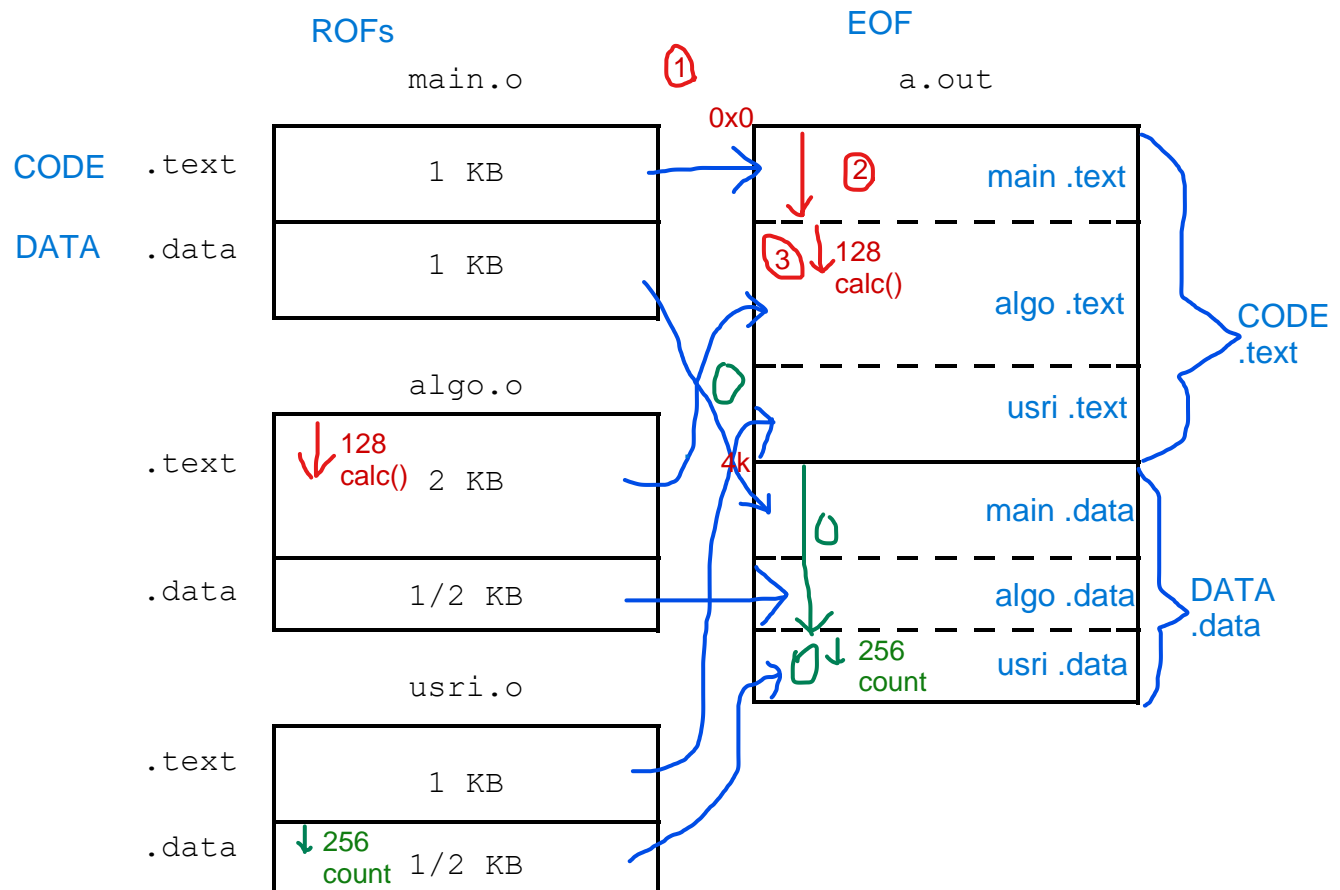 ROFs
EOF
main.o
1
a.out
0x0
CODE
.text
1 KB
2
main .text
DATA
.data
1 KB
3
128
calc()
algo .text
CODE
.text
algo.o
usri .text
.text
128
calc()
2 KB
4k
main .data
.data
1/2 KB
algo .data
DATA
.data
256
count
usri .data
usri.o
.text
1 KB
.data
256
count
1/2 KB